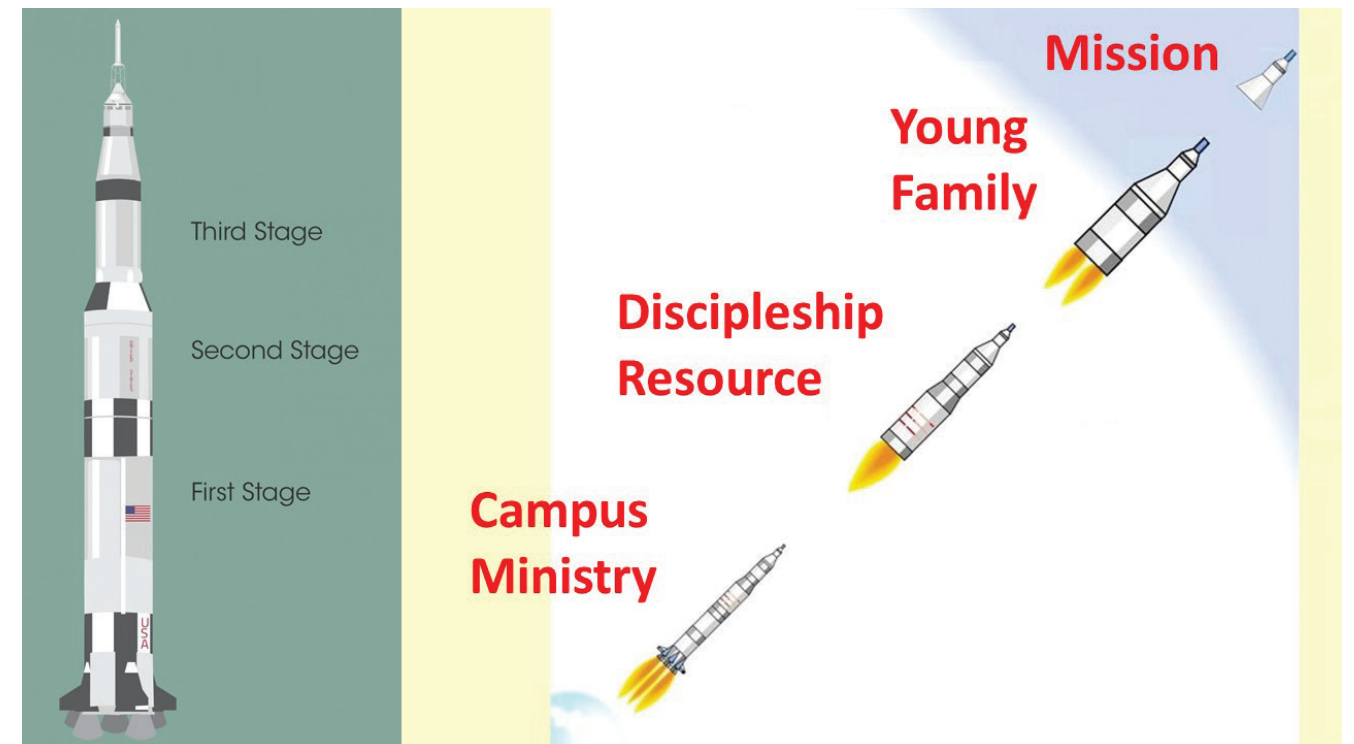 Third Stage
Second Stage
First Stage
USA
Mission
Young
Family
Discipleship
Resource
Campus
Ministry